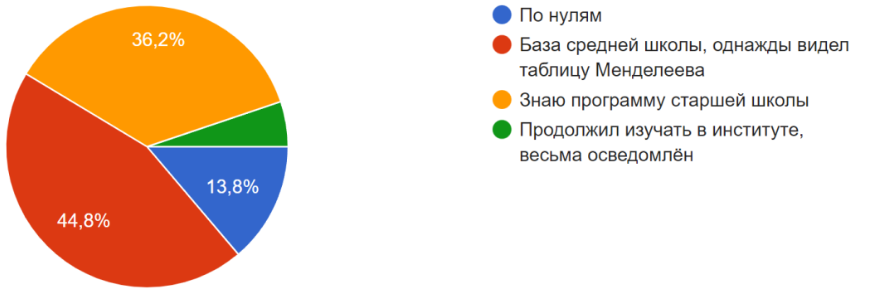 36,2%
13,8%
44,8%
По нулям
База средней школы, однажды видел
таблицу Менделеева
Знаю программу старшей школы
Продолжил изучать в институте,
весьма осведомлён